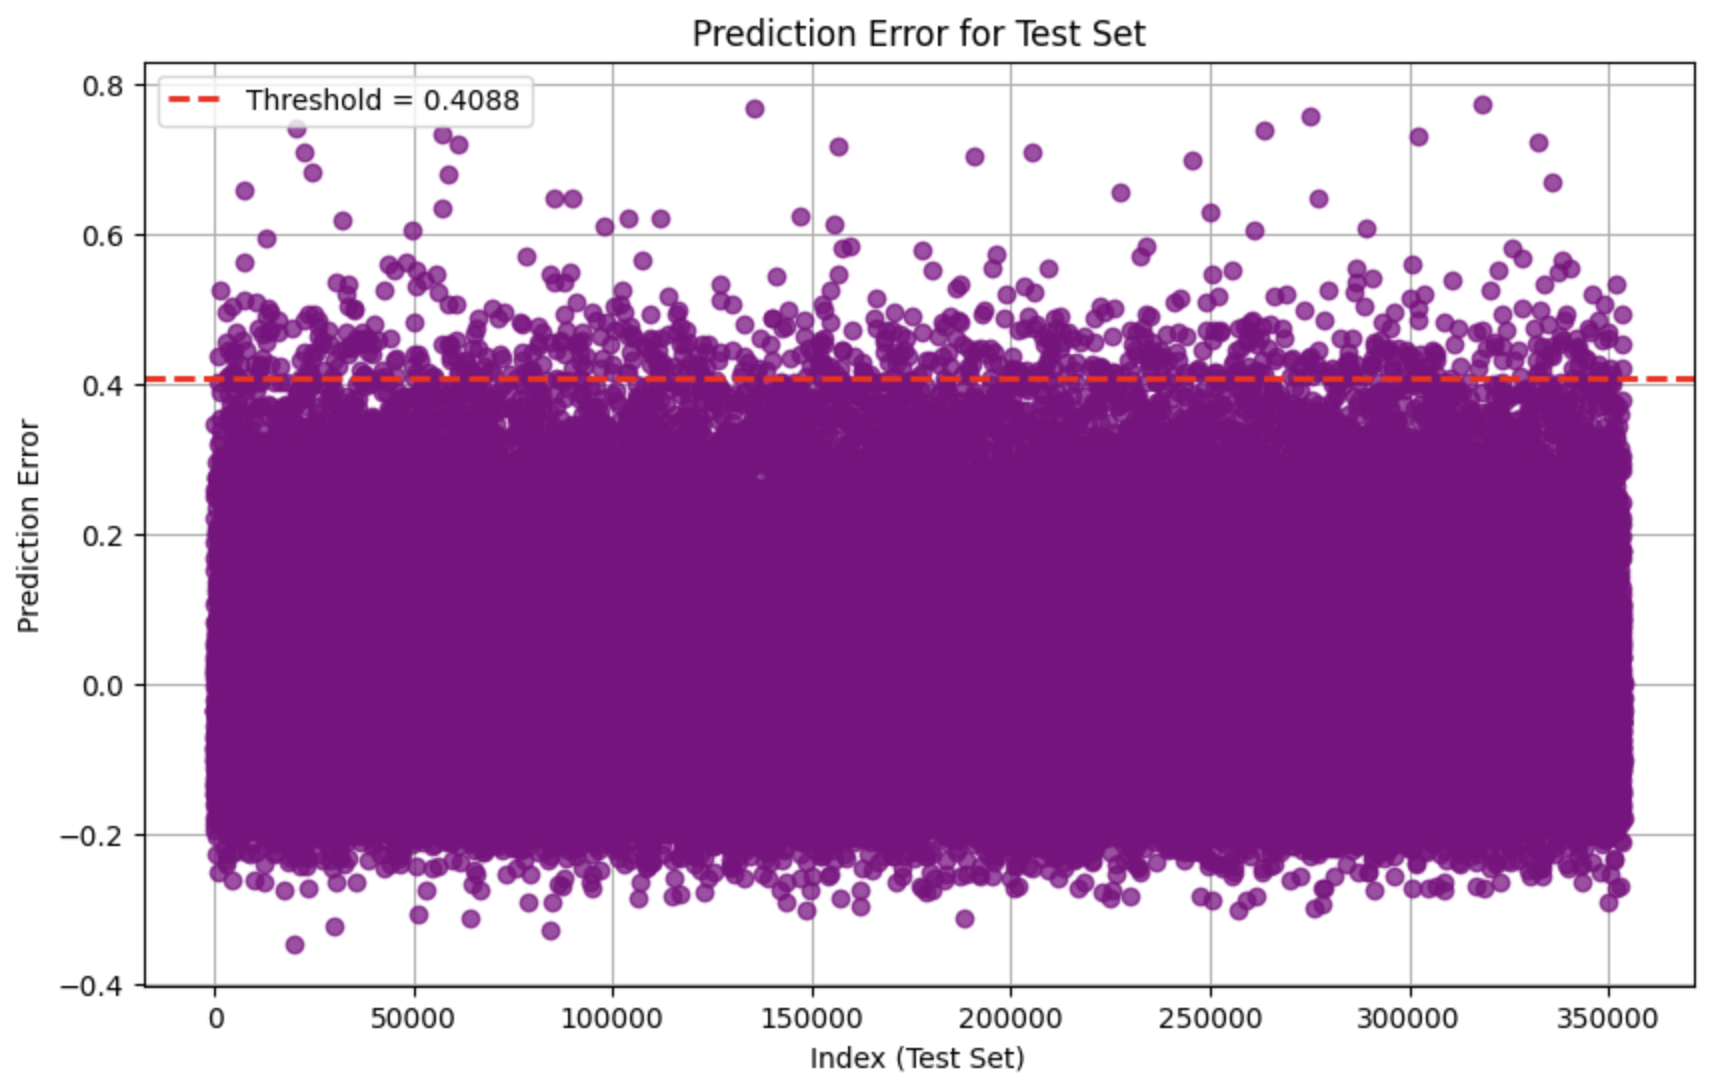 Prediction Error for Test Set
Threshold = 0.4088
Prediction Error
0.8
0.6
0.4
0.2
0.0
−0.2
−0.4
0 50000 100000 150000 200000 250000 300000 350000
Index (Test Set)